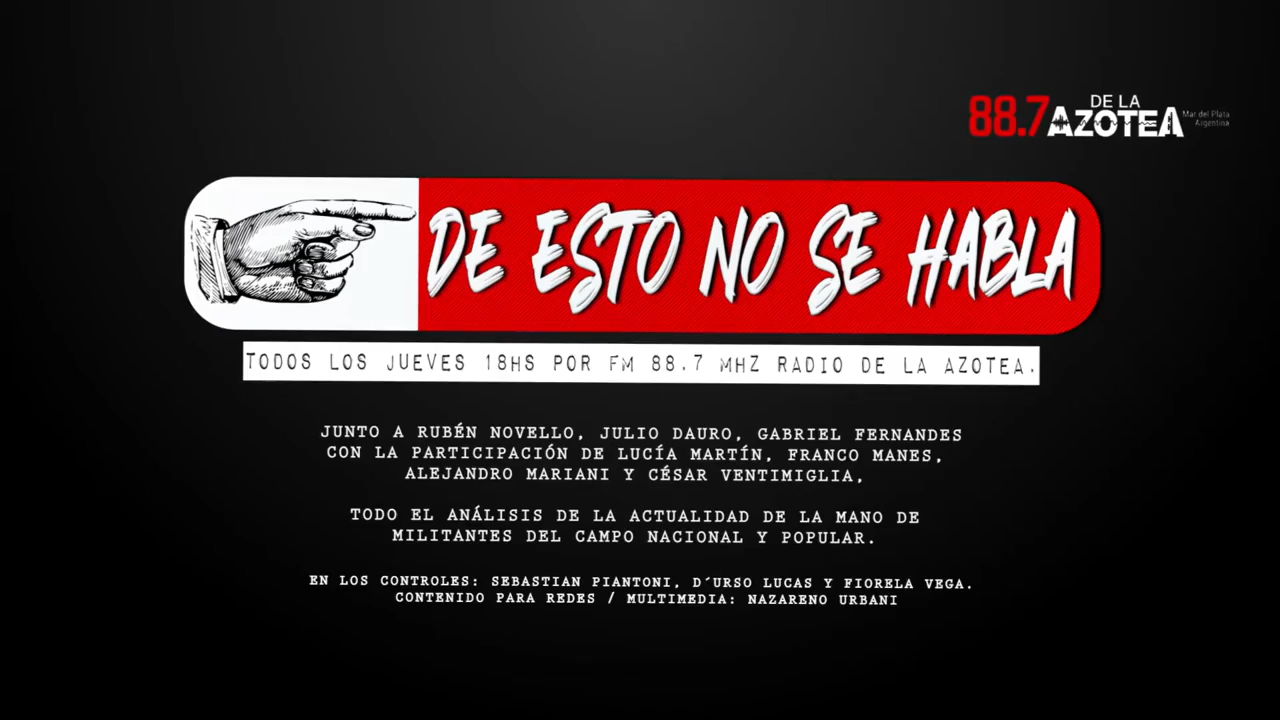 88.7 DE LA AZOTEA Mar del Plata Argentina
DE ESTO NO SE HABLA
TODOS LOS JUEVES 18HS POR FM 88.7 MHZ RADIO DE LA AZOTEA.
JUNTO A RUBÉN NOVELLO, JULIO DAURO, GABRIEL FERNANDES
CON LA PARTICIPACIÓN DE LUCÍA MARTÍN, FRANCO MANES,
ALEJANDRO MARIANI Y CÉSAR VENTIMIGLIA,
TODO EL ANÁLISIS DE LA ACTUALIDAD DE LA MANO DE
MILITANTES DEL CAMPO NACIONAL Y POPULAR.
EN LOS CONTROLES: SEBASTIAN PIANTONI, D´URSO LUCAS Y FIORELA VEGA.
CONTENIDO PARA REDES / MULTIMEDIA: NAZARENO URBANI